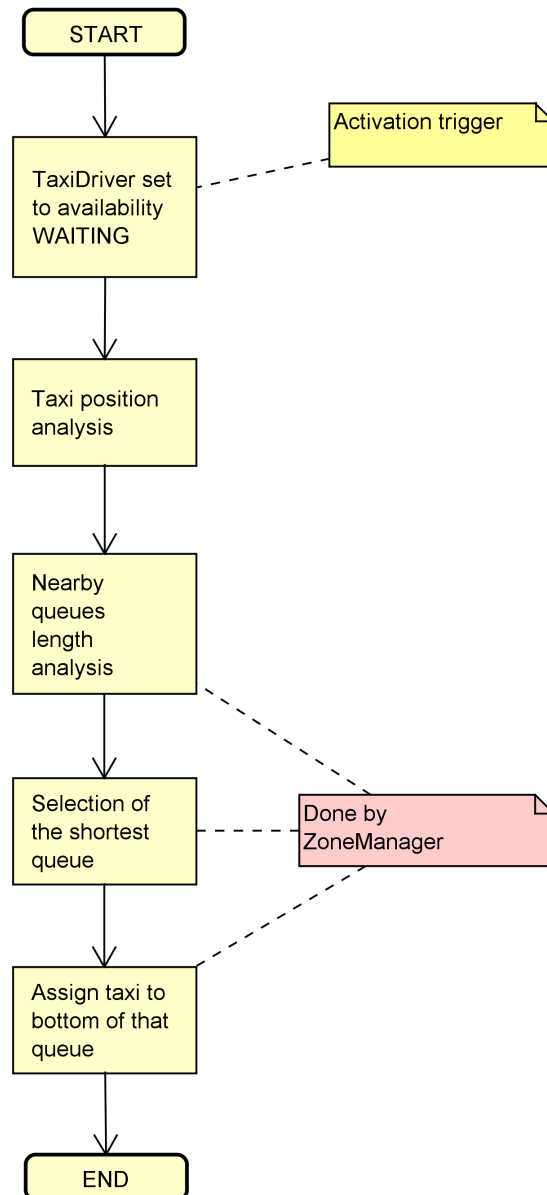 START
Activation trigger
TaxiDriver set
to availability
WAITING
Taxi position
analysis
Nearby
queues
length
analysis
Selection of
the shortest
queue
Done by
ZoneManager
Assign taxi to
bottom of that
queue
END